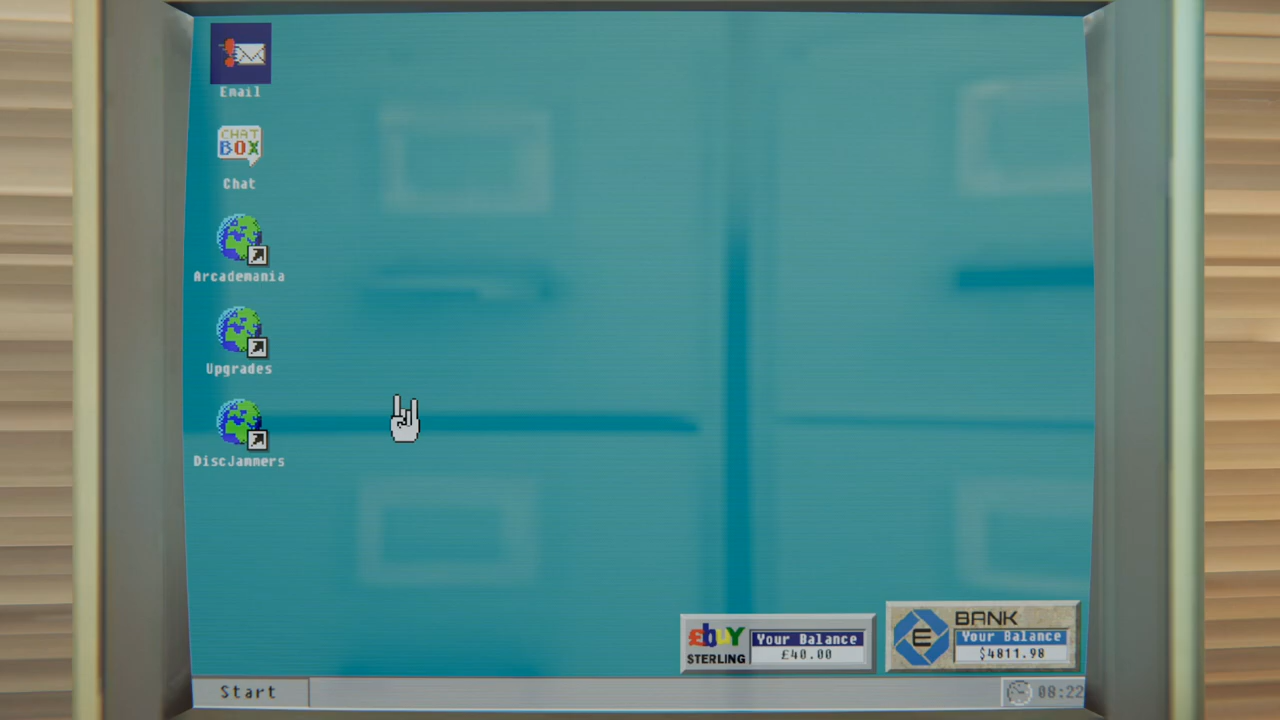 Email
CHAT
BOX
Chat
Arcademania
Upgrades
DiscJammers
£buY
STERLING
Your Balance
£40.00
E
BANK
Your Balance
$4811.98
Start
08:22